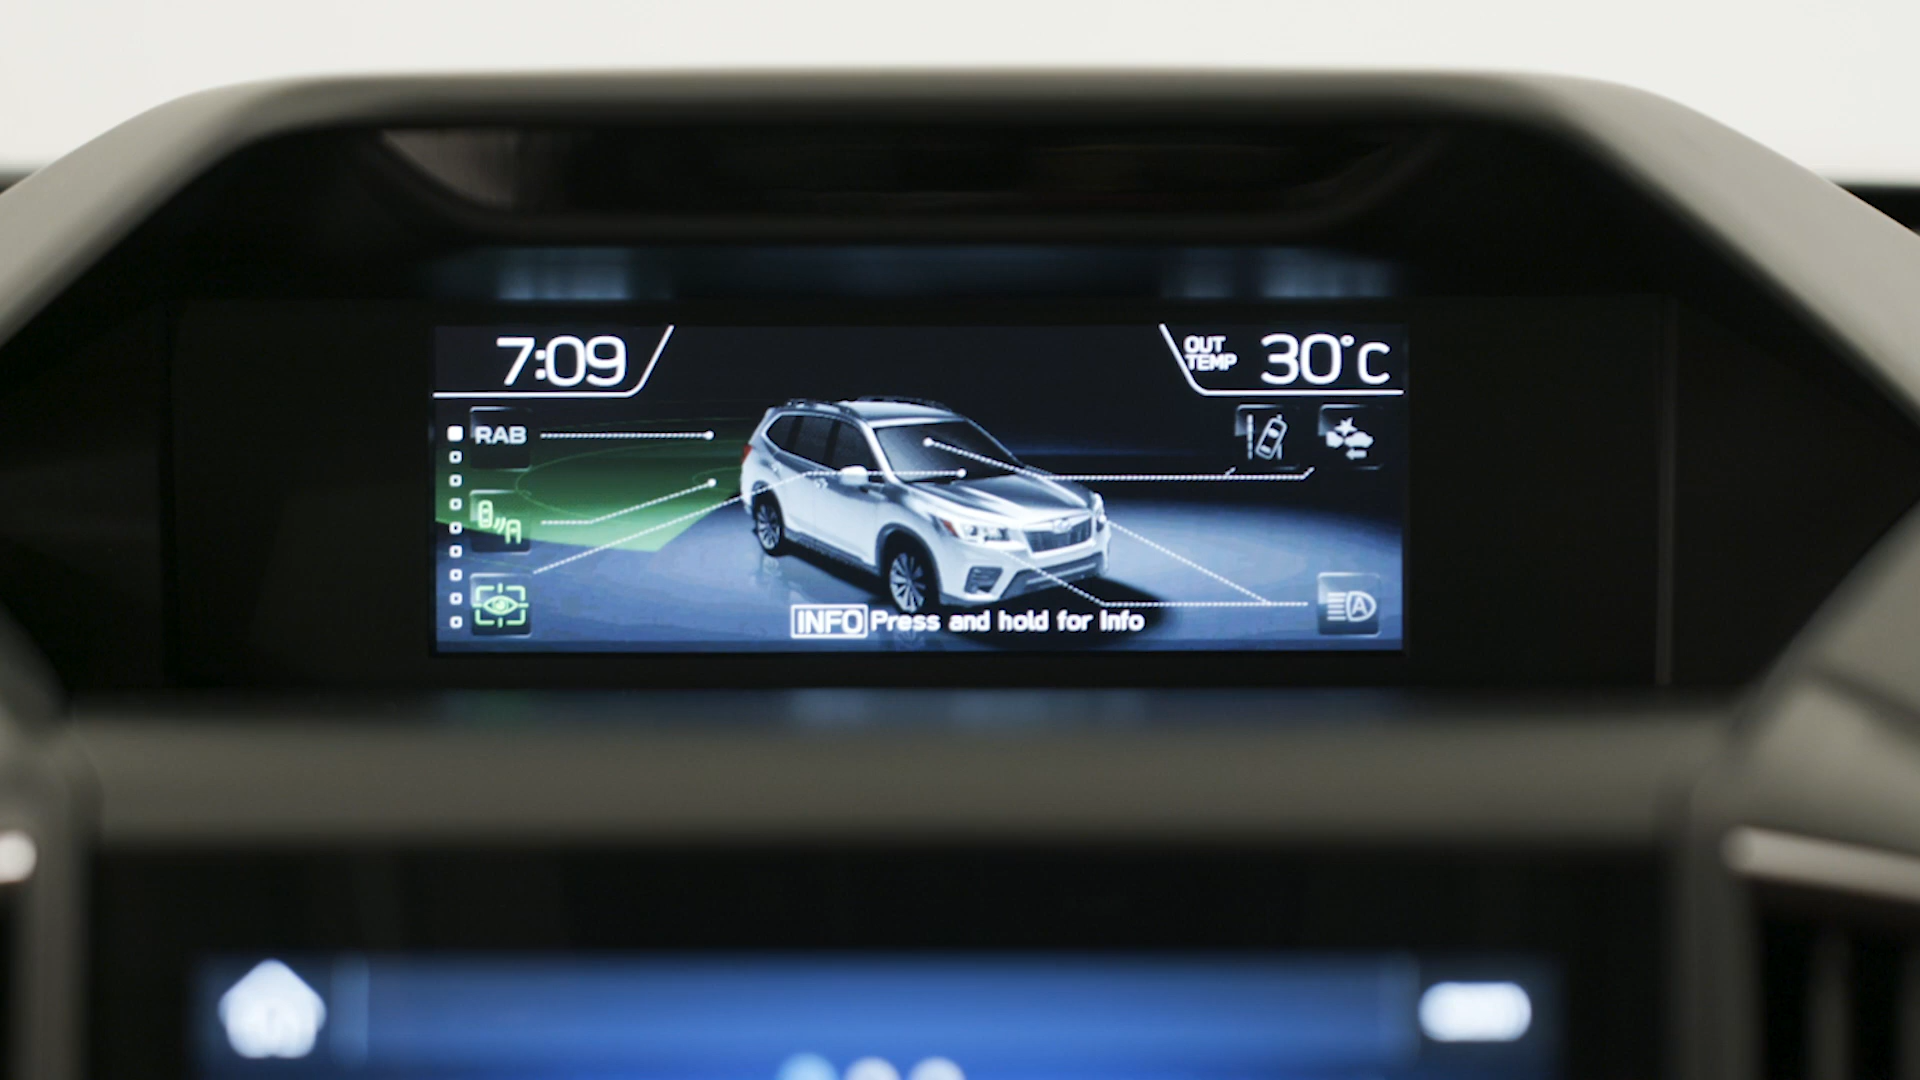 7:09
OUT TEMP 30°C
RAB
A
A
INFO Press and hold for Info